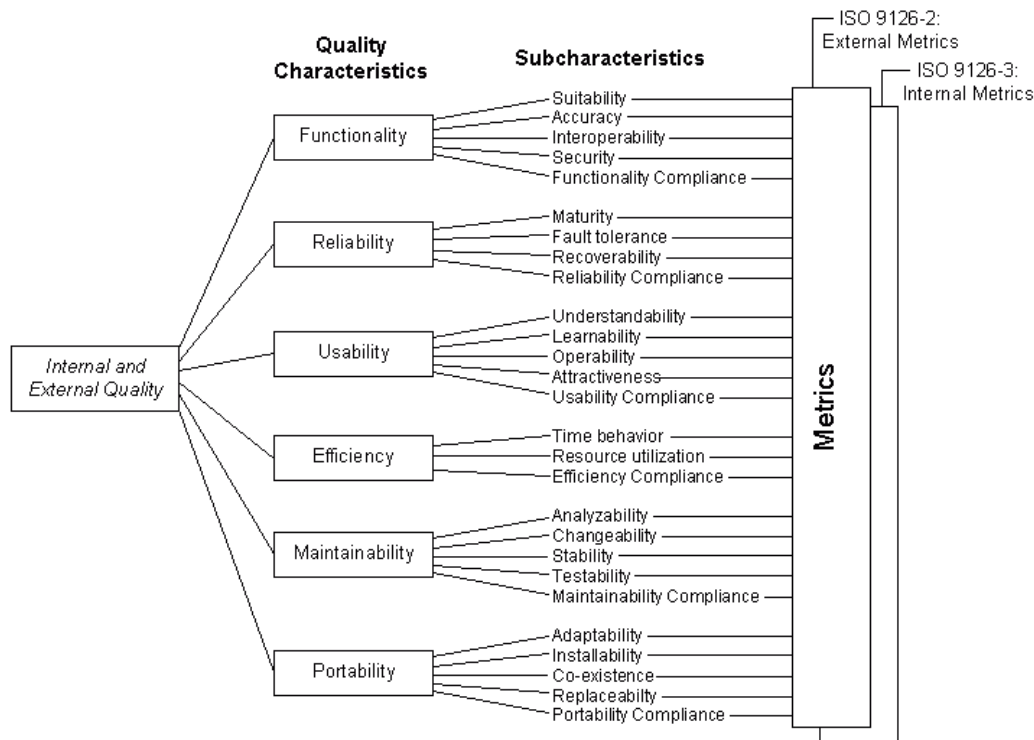 ISO 9126-2:
External Metrics
Quality
Characteristics
Subcharacteristics
ISO 9126-3:
Internal Metrics
Internal and
External Quality
Functionality
Suitability
Accuracy
Interoperability
Security
Functionality Compliance
Reliability
Maturity
Fault tolerance
Recoverability
Reliability Compliance
Usability
Understandability
Learnability
Operability
Attractiveness
Usability Compliance
Efficiency
Time behavior
Resource utilization
Efficiency Compliance
Maintainability
Analyzability
Changeability
Stability
Testability
Maintainability Compliance
Portability
Adaptability
Installability
Co-existence
Replaceabilty
Portability Compliance
Metrics